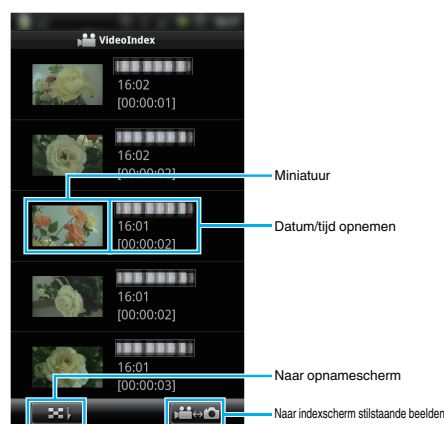 VideoIndex
16:02
[00:00:01]
16:02
[00:00:02]
Miniatuur
16:01
[00:00:02]
Datum/tijd opnemen
16:01
[00:00:02]
16:01
[00:00:03]
Naar opnamescherm
Naar indexscherm stilstaande beelden